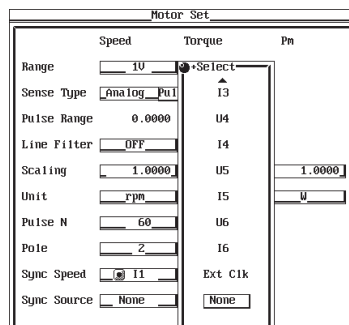 Motor Set
Speed Torque Pm
Range 1V +Select
Sense Type Analog Pul I3
Pulse Range 0.0000 U4
Line Filter OFF I4
Scaling 1.0000 U5 1.0000
Unit rpm I5 W
Pulse N 60 U6
Pole 2 I6
Sync Speed I1 Ext Clk
Sync Source None None